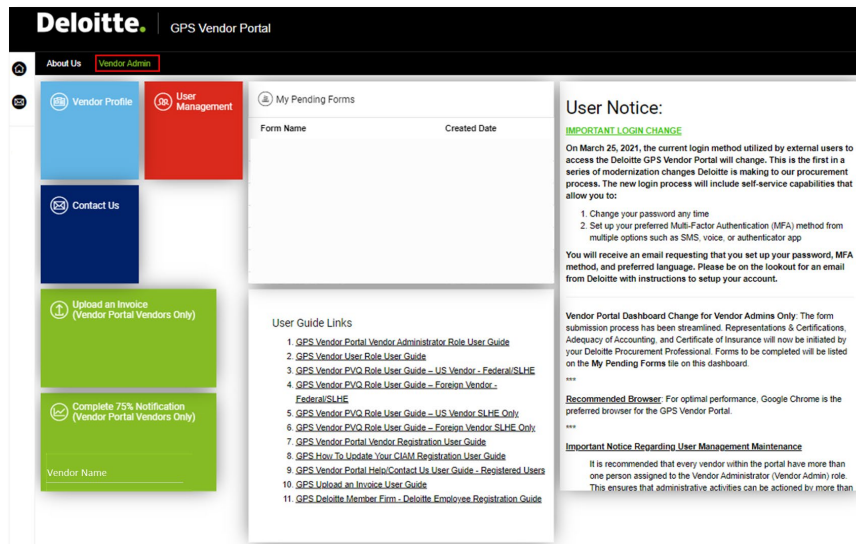 Deloitte. GPS Vendor Portal
About Us Vendor Admin
Vendor Profile
User
Management
Contact Us
Upload an Invoice
(Vendor Portal Vendors Only)
Complete 75% Notification
(Vendor Portal Vendors Only)
Vendor Name
My Pending Forms
Form Name Created Date
User Guide Links
1. GPS Vendor Portal Vendor Administrator Role User Guide
2. GPS Vendor User Role User Guide
3. GPS Vendor PVQ Role User Guide – US Vendor - Federal/SLHE
4. GPS Vendor PVQ Role User Guide – Foreign Vendor -
Federal/SLHE
5. GPS Vendor PVQ Role User Guide – US Vendor SLHE Only
6. GPS Vendor PVQ Role User Guide – Foreign Vendor SLHE Only
7. GPS Vendor Portal Vendor Registration User Guide
8. GPS How To Update Your CIAM Registration User Guide
9. GPS Vendor Portal Help/Contact Us User Guide - Registered Users
10. GPS Upload an Invoice User Guide
11. GPS Deloitte Member Firm - Deloitte Employee Registration Guide
User Notice:
IMPORTANT LOGIN CHANGE
On March 25, 2021, the current login method utilized by external users to
access the Deloitte GPS Vendor Portal will change. This is the first in a
series of modernization changes Deloitte is making to our procurement
process. The new login process will include self-service capabilities that
allow you to:
1. Change your password any time
2. Set up your preferred Multi-Factor Authentication (MFA) method from
multiple options such as SMS, voice, or authenticator app
You will receive an email requesting that you set up your password, MFA
method, and preferred language. Please be on the lookout for an email
from Deloitte with instructions to setup your account.
Vendor Portal Dashboard Change for Vendor Admins Only: The form
submission process has been streamlined. Representations & Certifications,
Adequacy of Accounting, and Certificate of Insurance will now be initiated by
your Deloitte Procurement Professional. Forms to be completed will be listed
on the My Pending Forms tile on this dashboard.
***
Recommended Browser: For optimal performance, Google Chrome is the
preferred browser for the GPS Vendor Portal.
***
Important Notice Regarding User Management Maintenance
It is recommended that every vendor within the portal have more than
one person assigned to the Vendor Administrator (Vendor Admin) role.
This ensures that administrative activities can be actioned by more than